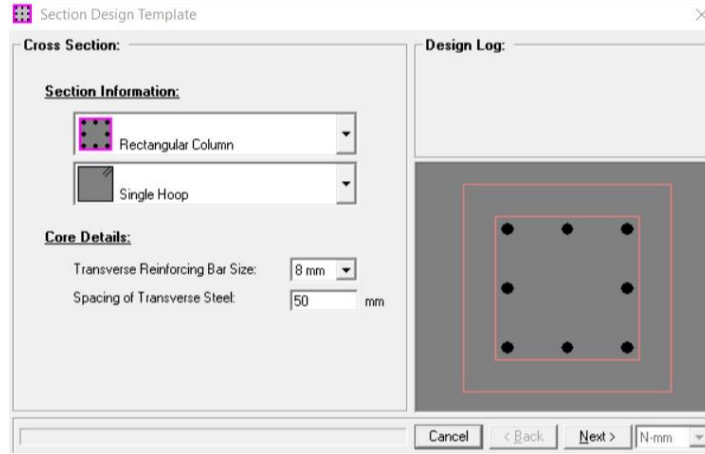 Section Design Template
Cross Section:
Section Information:
Rectangular Column
Single Hoop
Core Details:
Transverse Reinforcing Bar Size: 8 mm
Spacing of Transverse Steel: 50 mm
Design Log:
Cancel < Back Next > N-mm